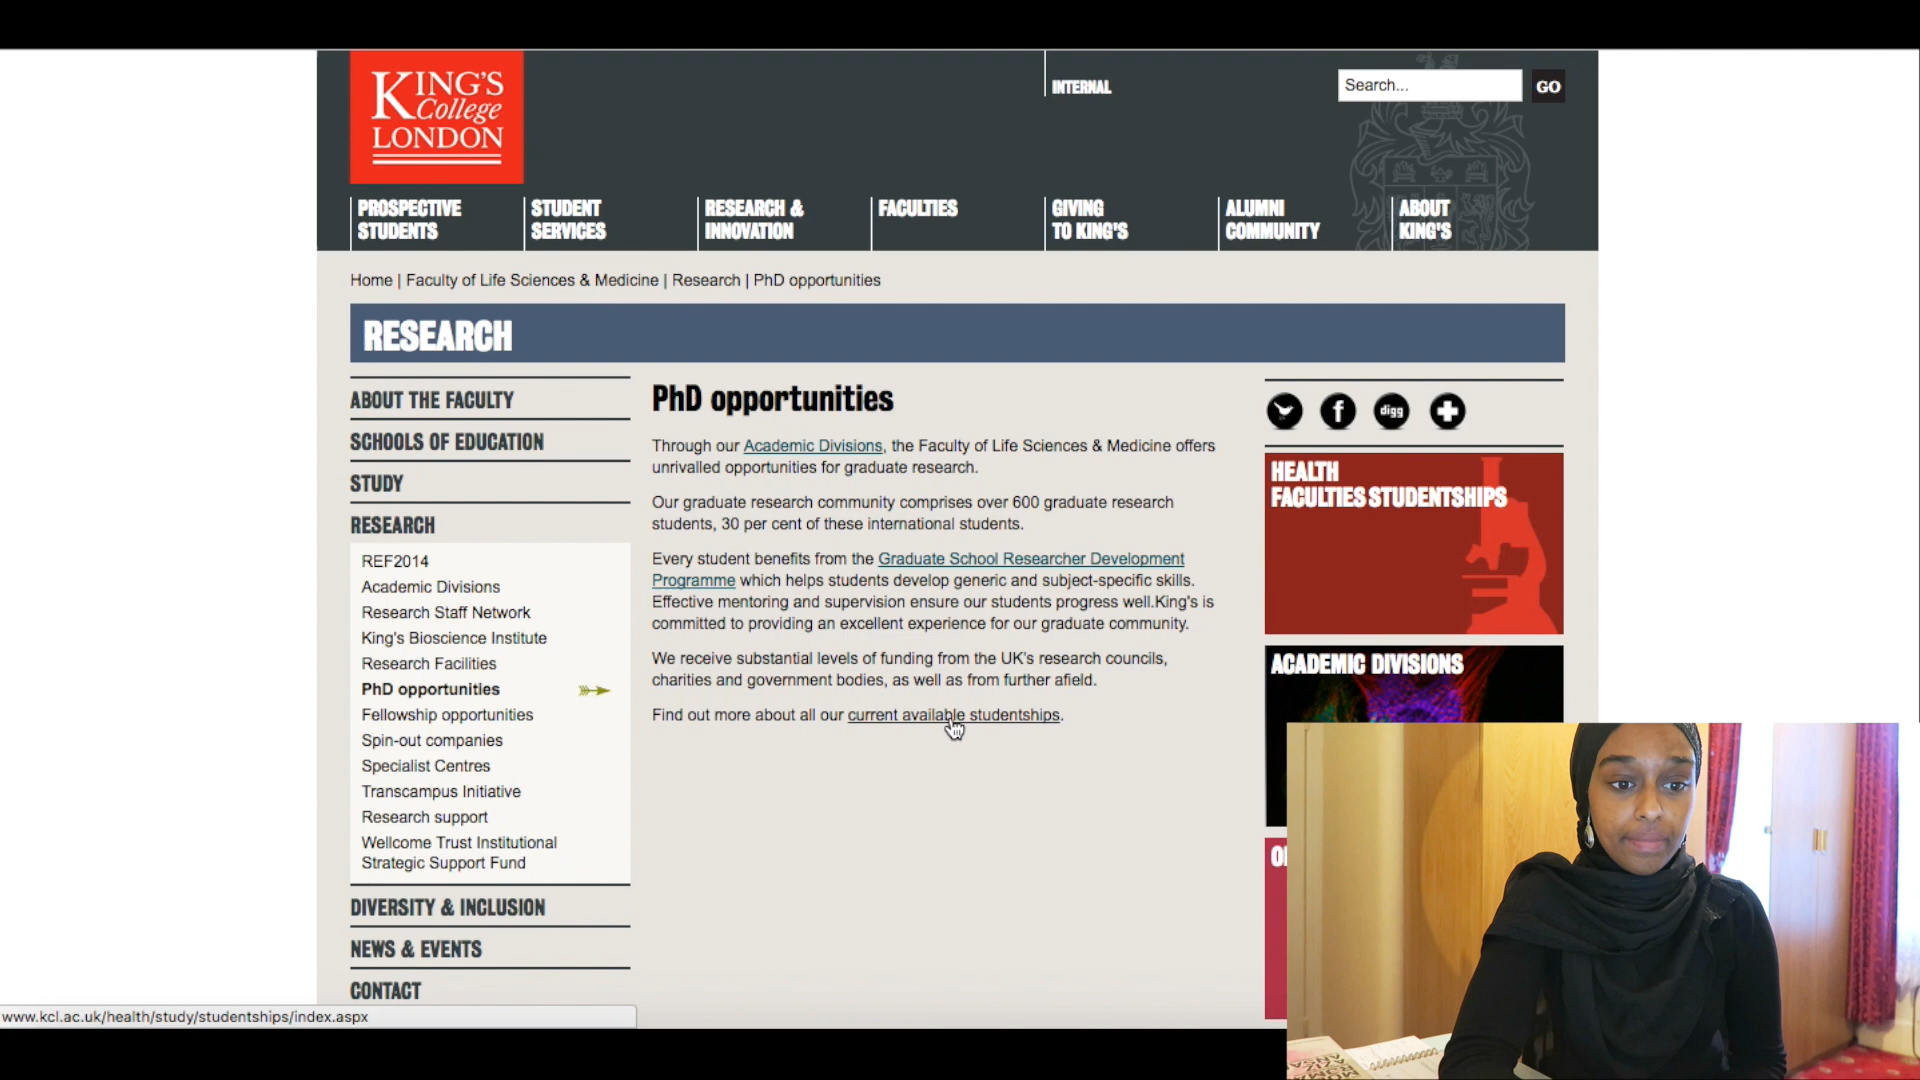 KING'S
College
LONDON
INTERNAL
Search...
GO
PROSPECTIVE
STUDENTS
STUDENT
SERVICES
RESEARCH &
INNOVATION
FACULTIES
GIVING
TO KING'S
ALUMNI
COMMUNITY
ABOUT
KING'S
Home | Faculty of Life Sciences & Medicine | Research | PhD opportunities
RESEARCH
ABOUT THE FACULTY
SCHOOLS OF EDUCATION
STUDY
RESEARCH
REF2014
Academic Divisions
Research Staff Network
King's Bioscience Institute
Research Facilities
PhD opportunities
Fellowship opportunities
Spin-out companies
Specialist Centres
Transcampus Initiative
Research support
Wellcome Trust Institutional
Strategic Support Fund
DIVERSITY & INCLUSION
NEWS & EVENTS
CONTACT
PhD opportunities
Through our Academic Divisions, the Faculty of Life Sciences & Medicine offers
unrivalled opportunities for graduate research.
Our graduate research community comprises over 600 graduate research
students, 30 per cent of these international students.
Every student benefits from the Graduate School Researcher Development
Programme which helps students develop generic and subject-specific skills.
Effective mentoring and supervision ensure our students progress well.King's is
committed to providing an excellent experience for our graduate community.
We receive substantial levels of funding from the UK's research councils,
charities and government bodies, as well as from further afield.
Find out more about all our current available studentships.
digg
HEALTH
FACULTIES STUDENTSHIPS
ACADEMIC DIVISIONS
www.kcl.ac.uk/health/study/studentships/index.aspx